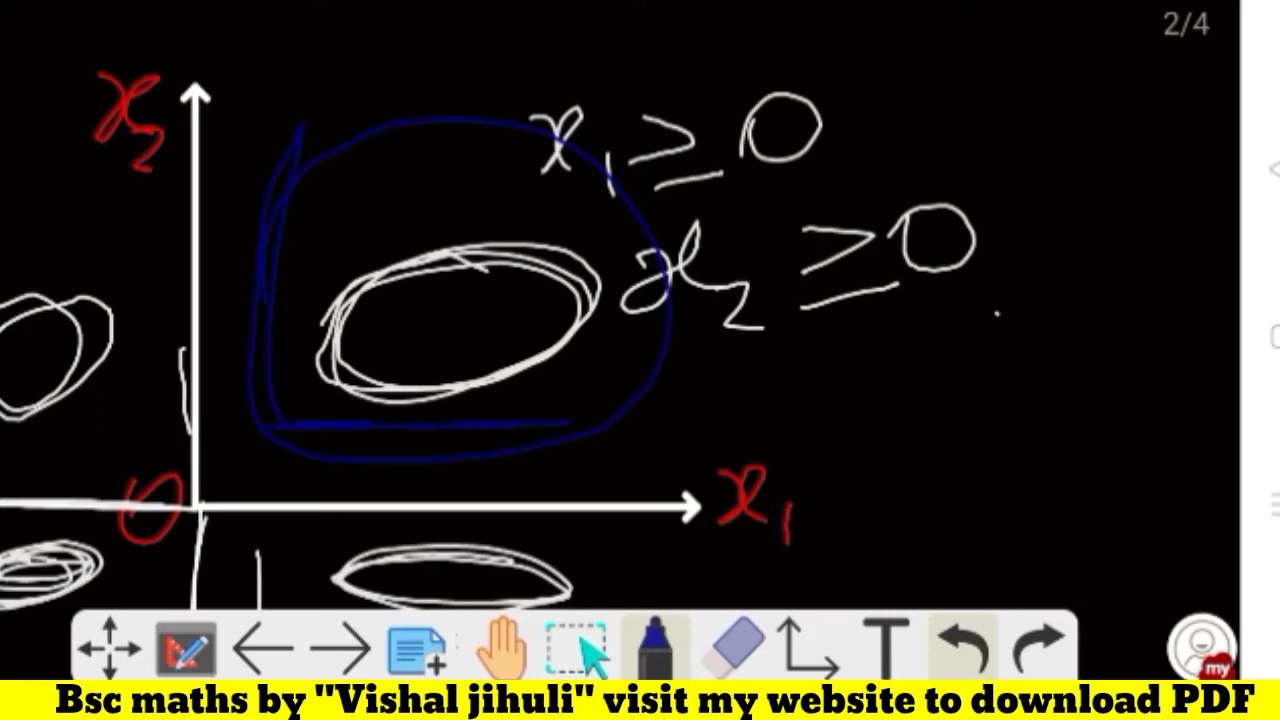 2/4
x₂
x₁ ≥ 0
x₂ ≥ 0
0
x₁
T
my
Bsc maths by "Vishal jihuli" visit my website to download PDF